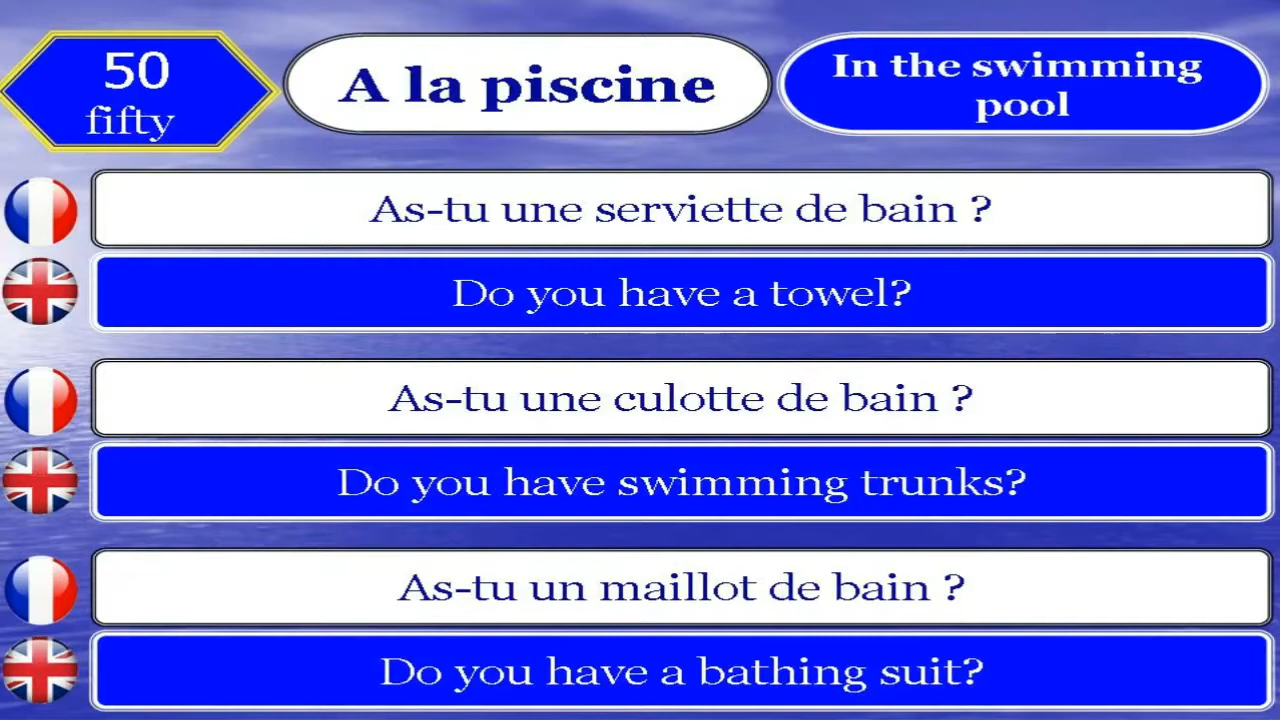 50
fifty
A la piscine
In the swimming
pool
As-tu une serviette de bain ?
Do you have a towel?
As-tu une culotte de bain ?
Do you have swimming trunks?
As-tu un maillot de bain ?
Do you have a bathing suit?